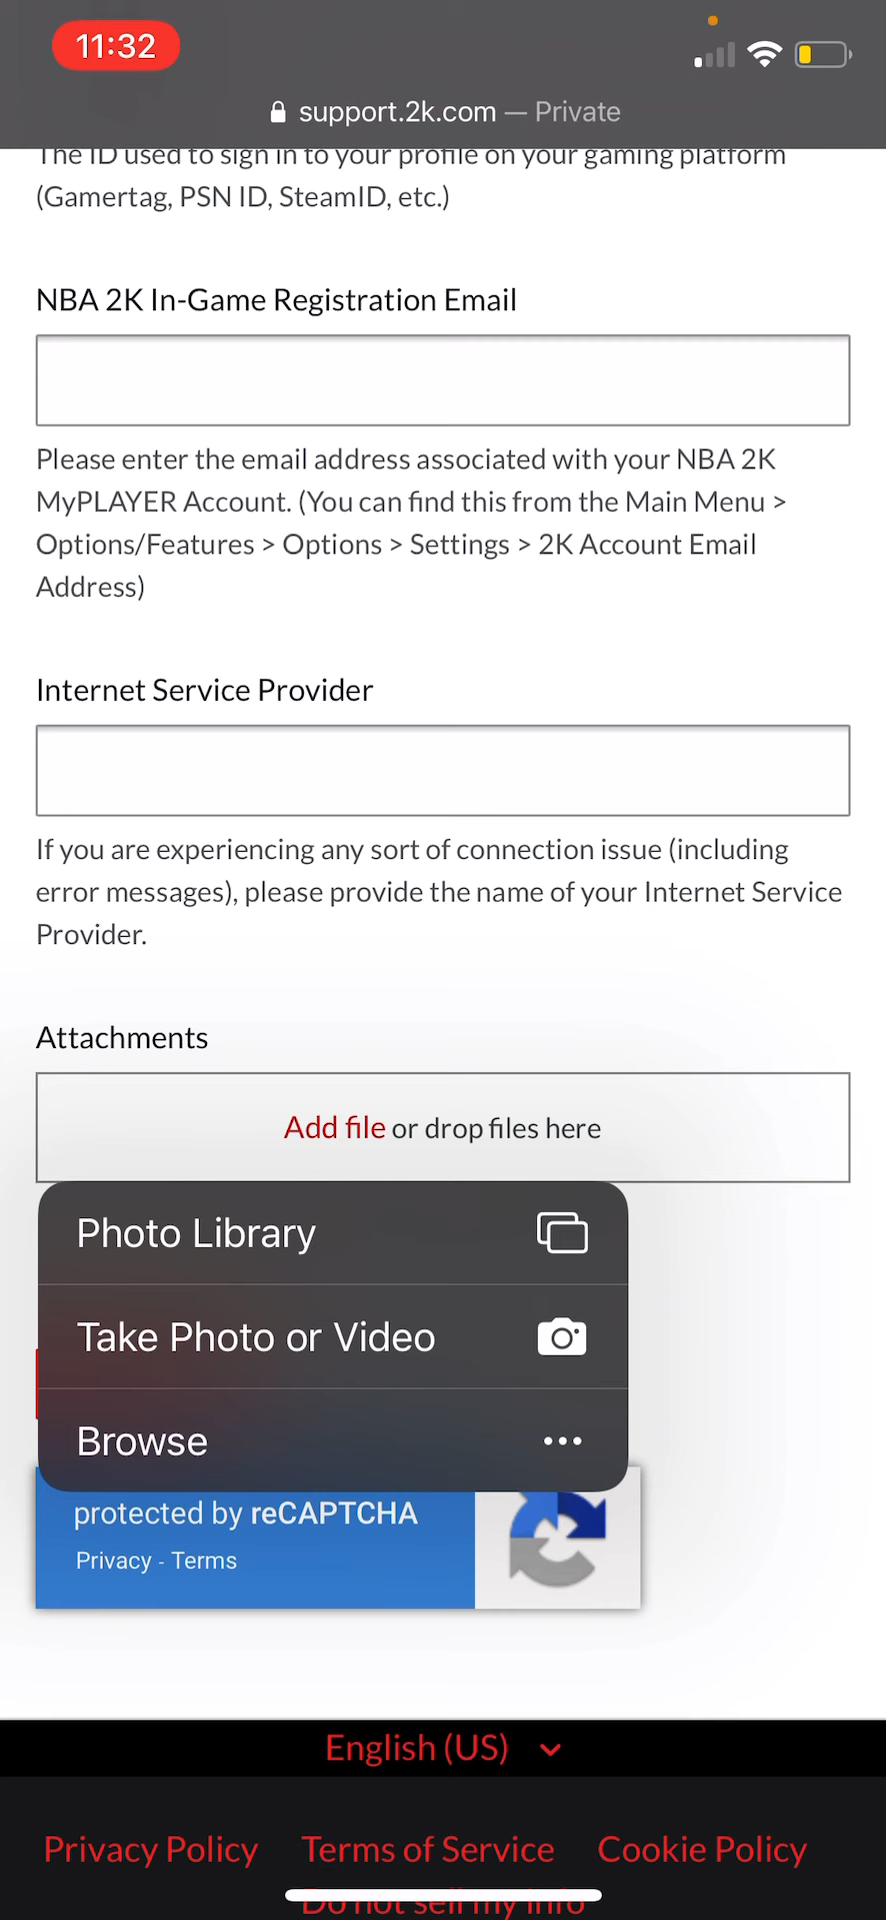 11:32
support.2k.com — Private
The ID used to sign in to your profile on your gaming platform
(Gamertag, PSN ID, SteamID, etc.)
NBA 2K In-Game Registration Email
Please enter the email address associated with your NBA 2K
MyPLAYER Account. (You can find this from the Main Menu >
Options/Features > Options > Settings > 2K Account Email
Address)
Internet Service Provider
If you are experiencing any sort of connection issue (including
error messages), please provide the name of your Internet Service
Provider.
Attachments
Add file or drop files here
Photo Library
Take Photo or Video
Browse
protected by reCAPTCHA
Privacy - Terms
English (US)
Privacy Policy Terms of Service Cookie Policy
Do not sell my info